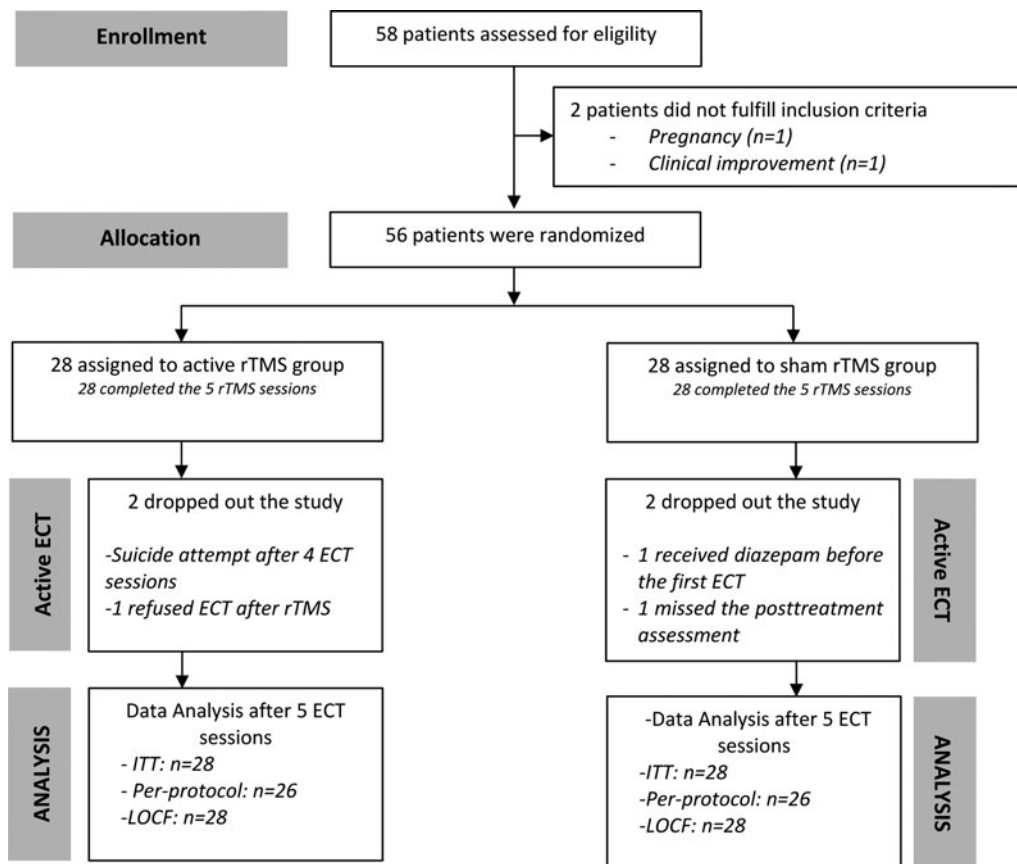 Enrollment
58 patients assessed for eligility
2 patients did not fulfill inclusion criteria
- Pregnancy (n=1)
- Clinical improvement (n=1)
Allocation
56 patients were randomized
28 assigned to active rTMS group
28 completed the 5 rTMS sessions
28 assigned to sham rTMS group
28 completed the 5 rTMS sessions
Active ECT
2 dropped out the study
-Suicide attempt after 4 ECT
sessions
-1 refused ECT after rTMS
2 dropped out the study
- 1 received diazepam before
the first ECT
- 1 missed the posttreatment
assessment
Active ECT
ANALYSIS
Data Analysis after 5 ECT
sessions
- ITT: n=28
- Per-protocol: n=26
-LOCF: n=28
-Data Analysis after 5 ECT
sessions
-ITT: n=28
-Per-protocol: n=26
-LOCF: n=28
ANALYSIS